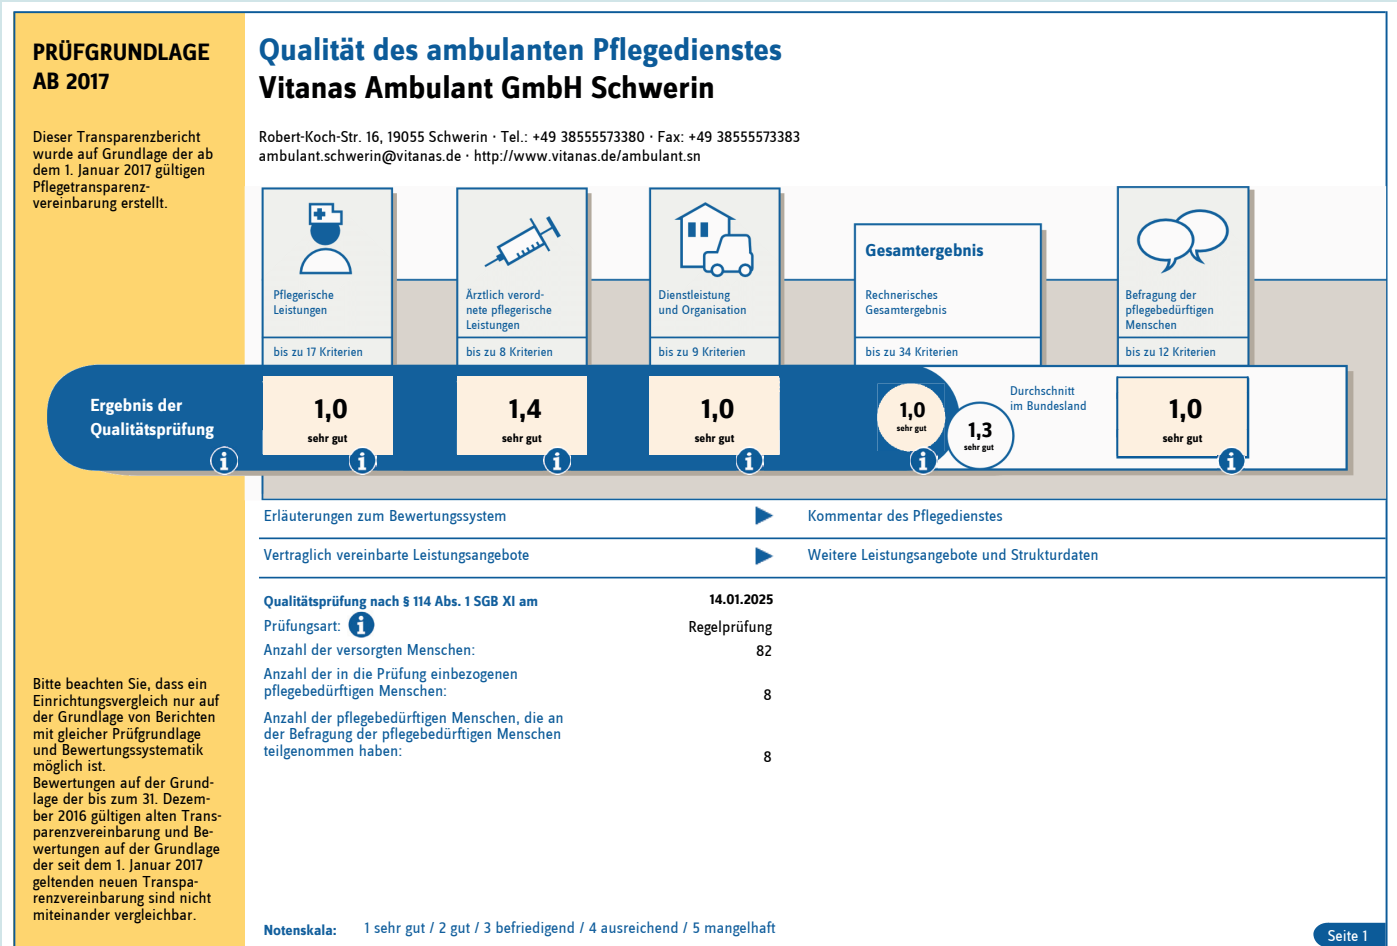 PRÜFGRUNDLAGE
AB 2017
Dieser Transparenzbericht
wurde auf Grundlage der ab
dem 1. Januar 2017 gültigen
Pflegetransparenz-
vereinbarung erstellt.
Qualität des ambulanten Pflegedienstes
Vitanas Ambulant GmbH Schwerin
Robert-Koch-Str. 16, 19055 Schwerin · Tel.: +49 38555573380 · Fax: +49 38555573383
ambulant.schwerin@vitanas.de · http://www.vitanas.de/ambulant.sn
Pflegerische
Leistungen
bis zu 17 Kriterien
Ärztlich verord-
nete pflegerische
Leistungen
bis zu 8 Kriterien
Dienstleistung
und Organisation
bis zu 9 Kriterien
Gesamtergebnis
Rechnerisches
Gesamtergebnis
bis zu 34 Kriterien
Befragung der
pflegebedürftigen
Menschen
bis zu 12 Kriterien
Ergebnis der
Qualitätsprüfung
i
1,0
sehr gut
i
1,4
sehr gut
i
1,0
sehr gut
i
1,0
sehr gut
i
1,3
sehr gut
Durchschnitt
im Bundesland
1,0
sehr gut
i
Erläuterungen zum Bewertungssystem
Kommentar des Pflegedienstes
Vertraglich vereinbarte Leistungsangebote
Weitere Leistungsangebote und Strukturdaten
Qualitätsprüfung nach § 114 Abs. 1 SGB XI am 14.01.2025
Prüfungsart: i Regelprüfung
Anzahl der versorgten Menschen: 82
Anzahl der in die Prüfung einbezogenen
pflegebedürftigen Menschen: 8
Anzahl der pflegebedürftigen Menschen, die an
der Befragung der pflegebedürftigen Menschen
teilgenommen haben: 8
Bitte beachten Sie, dass ein
Einrichtungsvergleich nur auf
der Grundlage von Berichten
mit gleicher Prüfgrundlage
und Bewertungssystematik
möglich ist.
Bewertungen auf der Grund-
lage der bis zum 31. Dezem-
ber 2016 gültigen alten Trans-
parenzvereinbarung und Be-
wertungen auf der Grundlage
der seit dem 1. Januar 2017
geltenden neuen Transpa-
renzvereinbarung sind nicht
miteinander vergleichbar.
Notenskala: 1 sehr gut / 2 gut / 3 befriedigend / 4 ausreichend / 5 mangelhaft
Seite 1